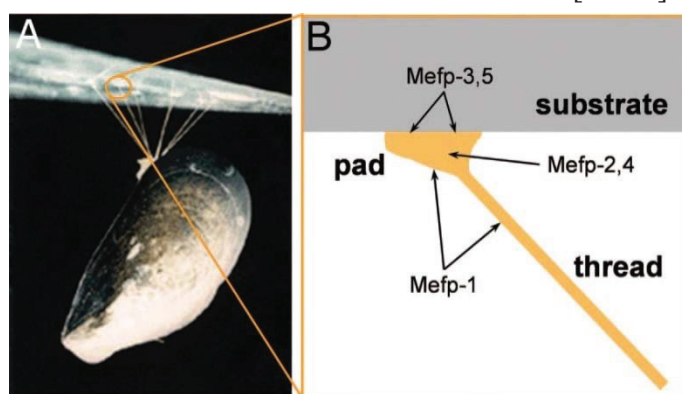 A
B
Mefp-3,5
substrate
pad
Mefp-2,4
thread
Mefp-1